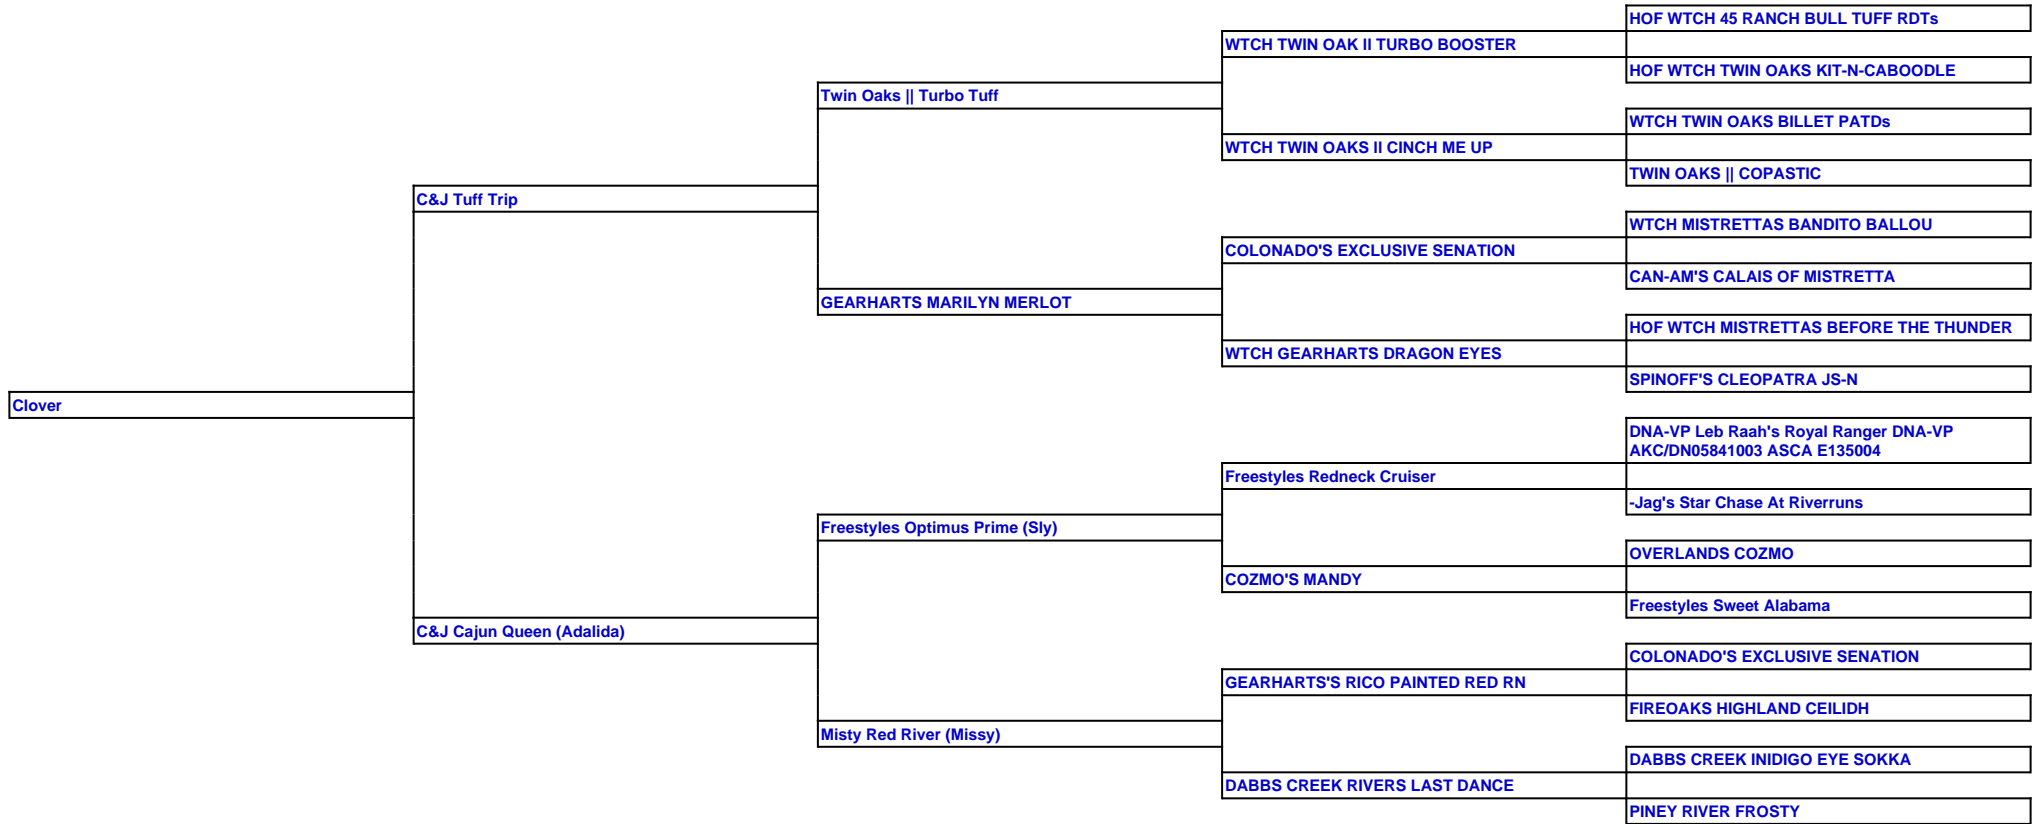 HOF WTCH 45 RANCH BULL TUFF RDTs
WTCH TWIN OAK II TURBO BOOSTER
HOF WTCH TWIN OAKS KIT-N-CABOODLE
Twin Oaks || Turbo Tuff
WTCH TWIN OAKS BILLET PATDs
WTCH TWIN OAKS II CINCH ME UP
TWIN OAKS || COPASTIC
C&J Tuff Trip
WTCH MISTRETTAS BANDITO BALLOU
COLONADO'S EXCLUSIVE SENATION
CAN-AM'S CALAIS OF MISTRETTA
GEARHARTS MARILYN MERLOT
HOF WTCH MISTRETTAS BEFORE THE THUNDER
WTCH GEARHARTS DRAGON EYES
SPINOFF'S CLEOPATRA JS-N
Clover
DNA-VP Leb Raah's Royal Ranger DNA-VP
AKC/DN05841003 ASCA E135004
Freestyles Redneck Cruiser
-Jag's Star Chase At Riverruns
Freestyles Optimus Prime (Sly)
OVERLANDS COZMO
COZMO'S MANDY
Freestyles Sweet Alabama
C&J Cajun Queen (Adalida)
COLONADO'S EXCLUSIVE SENATION
GEARHARTS'S RICO PAINTED RED RN
FIREOAKS HIGHLAND CEILIDH
Misty Red River (Missy)
DABBS CREEK INIDIGO EYE SOKKA
DABBS CREEK RIVERS LAST DANCE
PINEY RIVER FROSTY